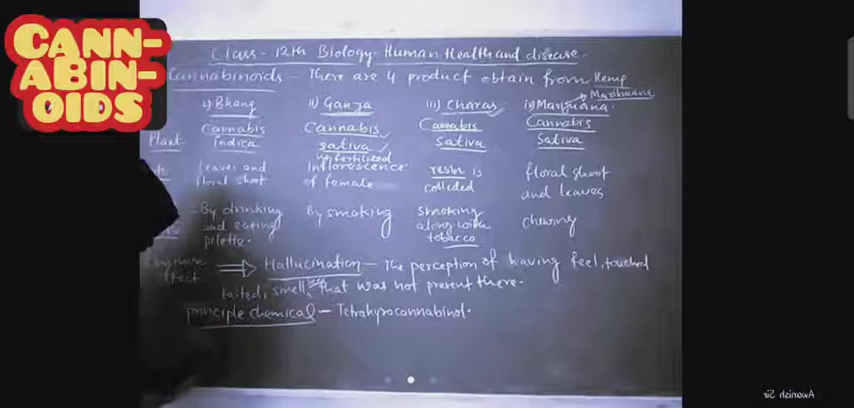 CANN-
ABIN-
OIDS
Class - 12th Biology - Human Health and disease
Cannabinoids - There are 4 product obtain from Hemp
Marihuana
i) Bhang ii) Ganja iii) Charas iv) Marijuana
Plant Cannabis indica Cannabis sativa Cannabis Sativa Cannabis Sativa
leaves and floral shoot unfertilized Inflorescence of female resin is collected floral shoot and leaves
By drinking and eating By smoking smoking along with tobacco chewing
Common effect ⇒ Hallucination - The perception of having feel, touched
tasted, smell, that was not present there.
principle chemical - Tetrahyrocannabinol.
Awanish Sir